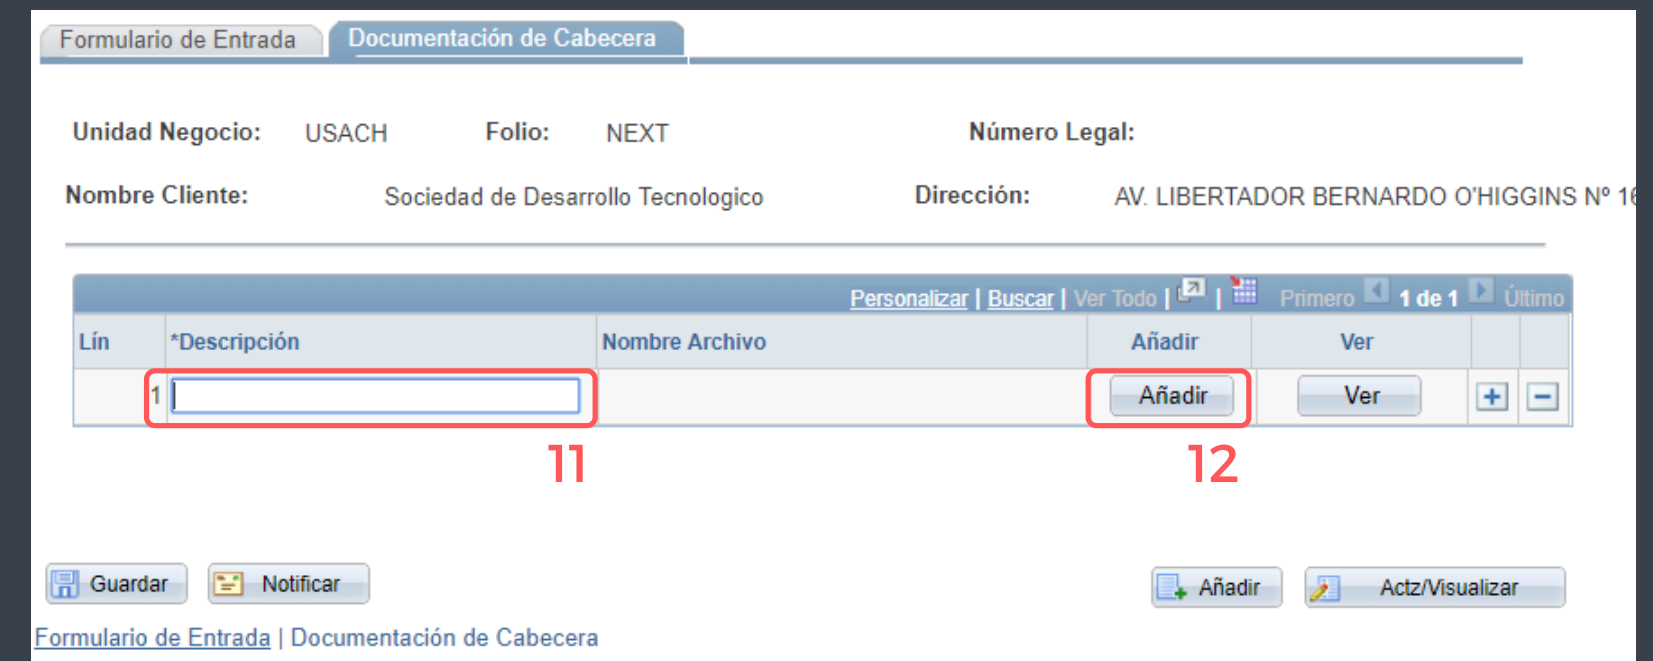 Formulario de Entrada Documentación de Cabecera
Unidad Negocio: USACH Folio: NEXT Número Legal:
Nombre Cliente: Sociedad de Desarrollo Tecnologico Dirección: AV. LIBERTADOR BERNARDO O'HIGGINS Nº 16
Personalizar | Buscar | Ver Todo | | Primero 1 de 1 Último
Lín *Descripción Nombre Archivo Añadir Ver
1 Añadir Ver
11 12
Guardar Notificar Añadir Actz/Visualizar
Formulario de Entrada | Documentación de Cabecera